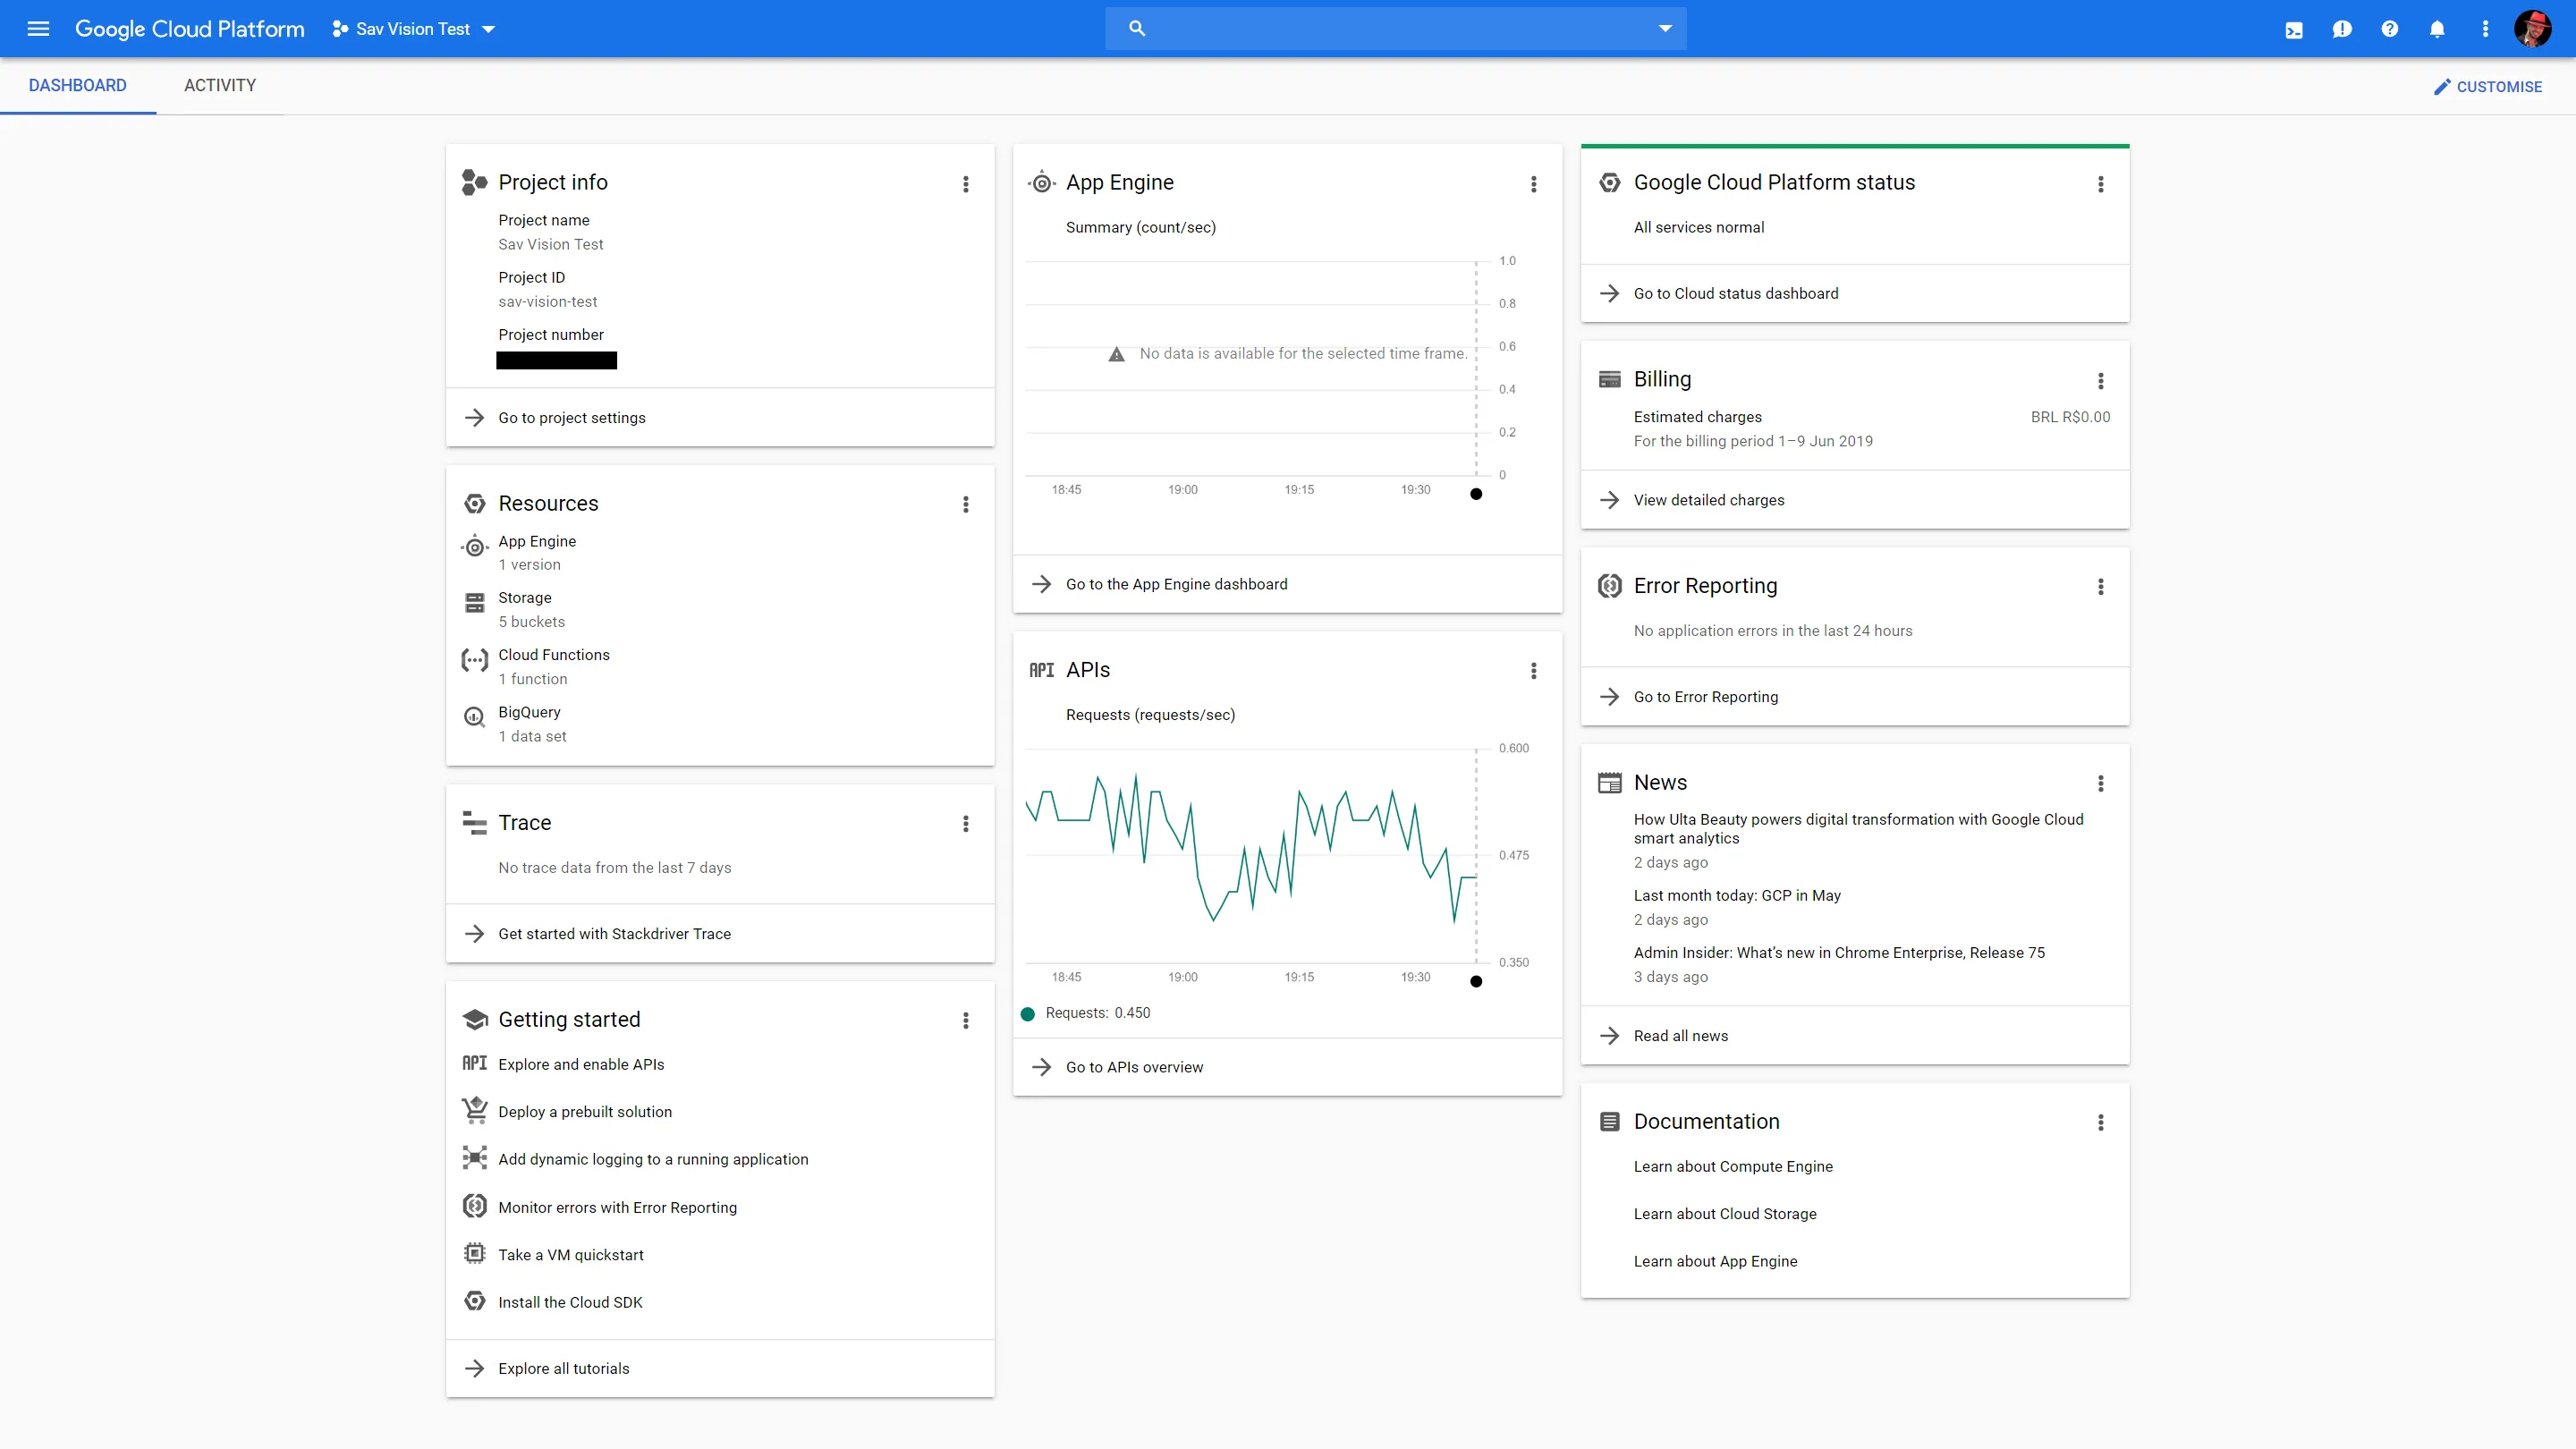 Google Cloud Platform
Sav Vision Test
DASHBOARD
ACTIVITY
CUSTOMISE
Project info
Project name
Sav Vision Test
Project ID
sav-vision-test
Project number
Go to project settings
Resources
App Engine
1 version
Storage
5 buckets
Cloud Functions
1 function
BigQuery
1 data set
Trace
No trace data from the last 7 days
Get started with Stackdriver Trace
Getting started
API Explore and enable APIs
Deploy a prebuilt solution
Add dynamic logging to a running application
Monitor errors with Error Reporting
Take a VM quickstart
Install the Cloud SDK
Explore all tutorials
App Engine
Summary (count/sec)
1.0
0.8
No data is available for the selected time frame.
0.6
0.4
0.2
0
18:45 19:00 19:15 19:30
Go to the App Engine dashboard
API APIs
Requests (requests/sec)
0.600
0.475
0.350
18:45 19:00 19:15 19:30
Requests: 0.450
Go to APIs overview
Google Cloud Platform status
All services normal
Go to Cloud status dashboard
Billing
Estimated charges BRL R$0.00
For the billing period 1–9 Jun 2019
View detailed charges
Error Reporting
No application errors in the last 24 hours
Go to Error Reporting
News
How Ulta Beauty powers digital transformation with Google Cloud
smart analytics
2 days ago
Last month today: GCP in May
2 days ago
Admin Insider: What’s new in Chrome Enterprise, Release 75
3 days ago
Read all news
Documentation
Learn about Compute Engine
Learn about Cloud Storage
Learn about App Engine